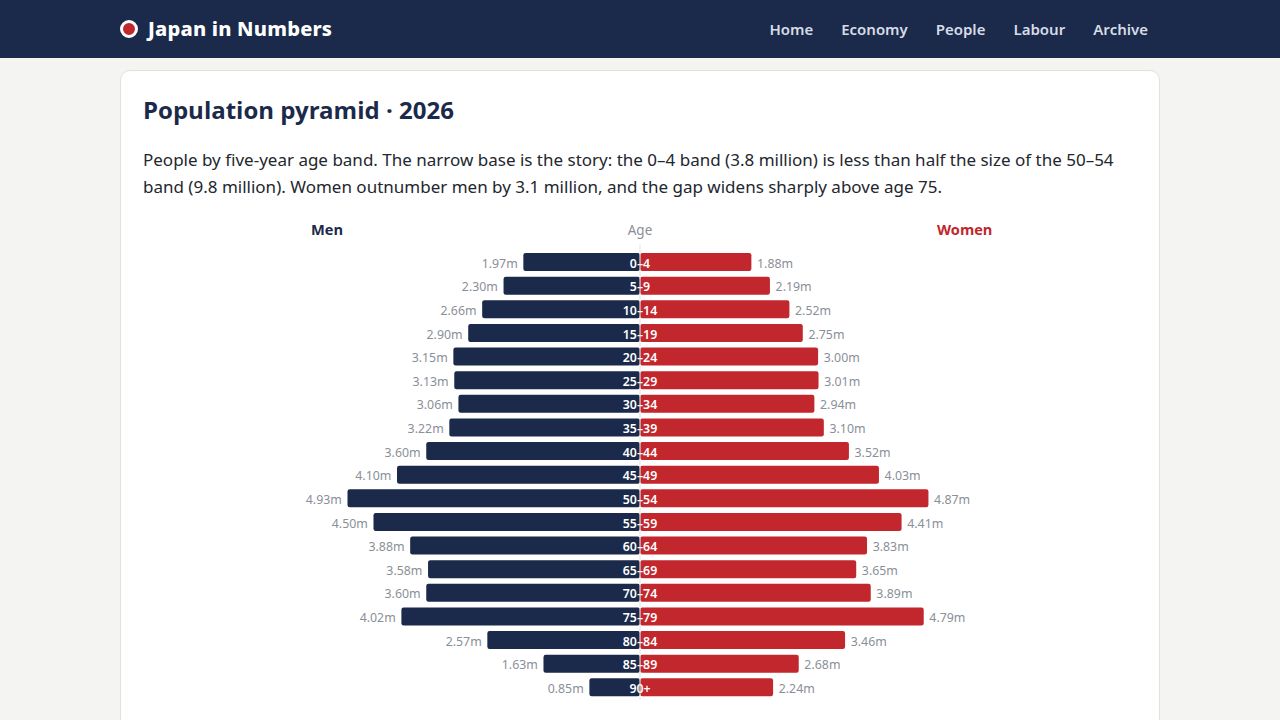 Japan in Numbers
Home Economy People Labour Archive
Population pyramid · 2026
People by five-year age band. The narrow base is the story: the 0–4 band (3.8 million) is less than half the size of the 50–54
band (9.8 million). Women outnumber men by 3.1 million, and the gap widens sharply above age 75.
Men Age Women
1.97m 0–4 1.88m
2.30m 5–9 2.19m
2.66m 10–14 2.52m
2.90m 15–19 2.75m
3.15m 20–24 3.00m
3.13m 25–29 3.01m
3.06m 30–34 2.94m
3.22m 35–39 3.10m
3.60m 40–44 3.52m
4.10m 45–49 4.03m
4.93m 50–54 4.87m
4.50m 55–59 4.41m
3.88m 60–64 3.83m
3.58m 65–69 3.65m
3.60m 70–74 3.89m
4.02m 75–79 4.79m
2.57m 80–84 3.46m
1.63m 85–89 2.68m
0.85m 90+ 2.24m